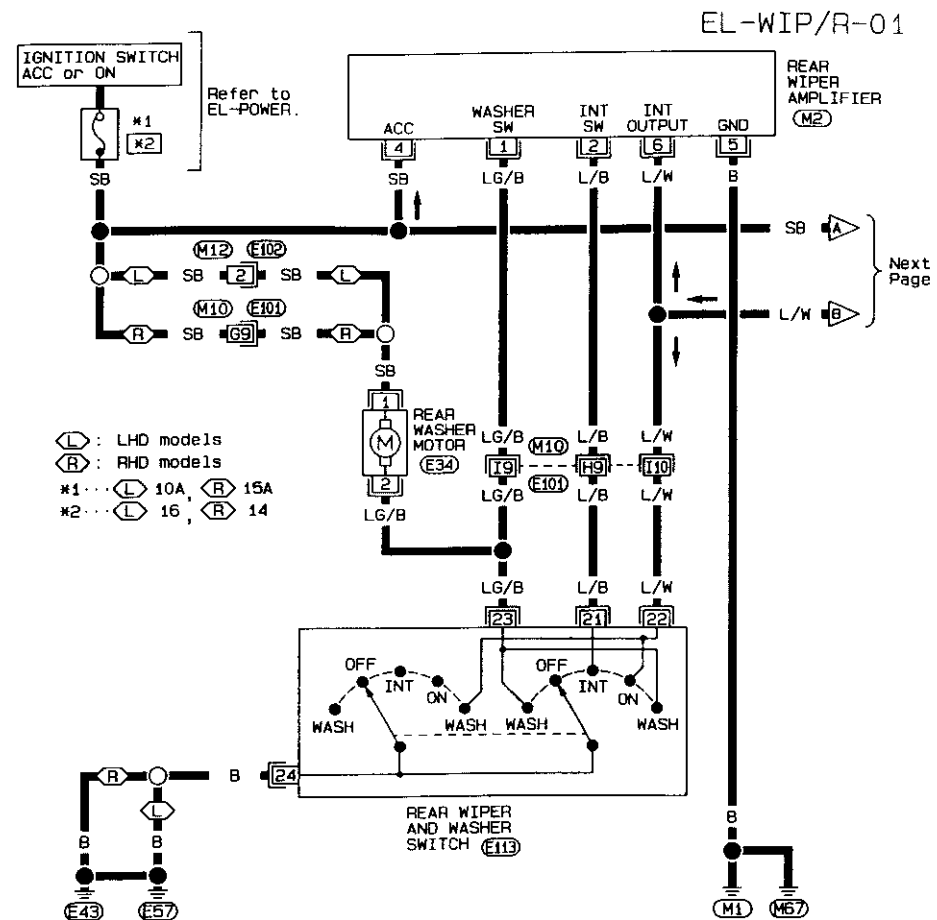 EL-WIP/R-01
IGNITION SWITCH
ACC or ON
Refer to
EL-POWER.
*1
*2
REAR
WIPER
AMPLIFIER
M2
ACC
WASHER
SW
INT
SW
INT
OUTPUT
GND
4 1 2 6 5
SB SB LG/B L/B L/W B
SB A
M12 E102
L SB 2 SB L
Next
Page
M10 E101
R SB G9 SB R
L/W B
SB
1
REAR
WASHER
MOTOR
E34
M
2
LG/B
L : LHD models
R : RHD models
*1··· L 10A, R 15A
*2··· L 16, R 14
LG/B M10 L/B L/W
I9 H9 I10
LG/B E101 L/B L/W
LG/B L/B L/W
23 21 22
OFF INT ON
WASH WASH
OFF INT ON
WASH WASH
R B 24
L
REAR WIPER
AND WASHER
SWITCH E113
B B B
E43 E57 M1 M67